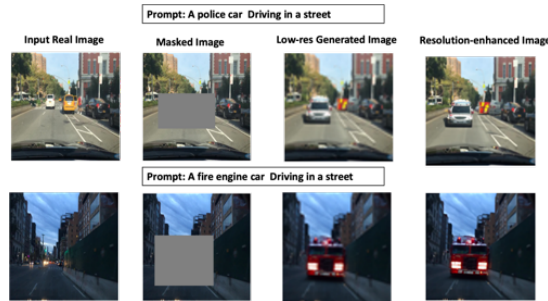 Prompt: A police car Driving in a street
Input Real Image
Masked Image
Low-res Generated Image
Resolution-enhanced Image
Prompt: A fire engine car Driving in a street